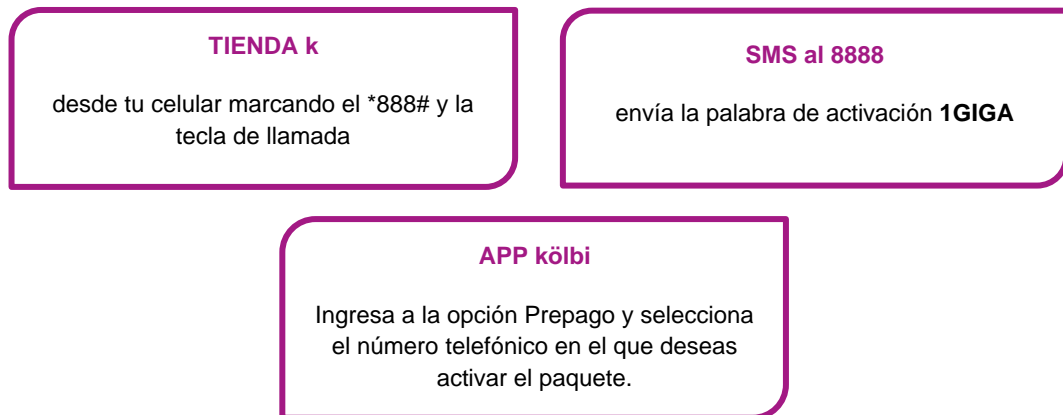 TIENDA k
desde tu celular marcando el *888# y la
tecla de llamada
SMS al 8888
envía la palabra de activación 1GIGA
APP kölbi
Ingresa a la opción Prepago y selecciona
el número telefónico en el que deseas
activar el paquete.